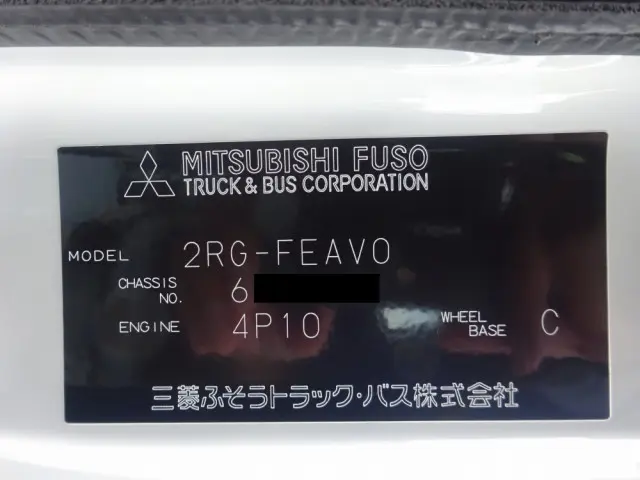 MITSUBISHI FUSO
TRUCK & BUS CORPORATION
MODEL 2RG-FEAV0
CHASSIS NO. 6
ENGINE 4P10 WHEEL BASE C
三菱ふそうトラック・バス株式会社